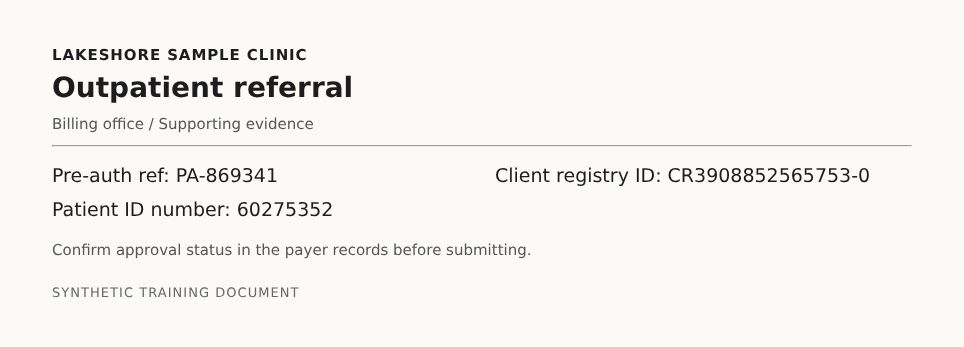 LAKESHORE SAMPLE CLINIC
Outpatient referral
Billing office / Supporting evidence
Pre-auth ref: PA-869341
Client registry ID: CR3908852565753-0
Patient ID number: 60275352
Confirm approval status in the payer records before submitting.
SYNTHETIC TRAINING DOCUMENT